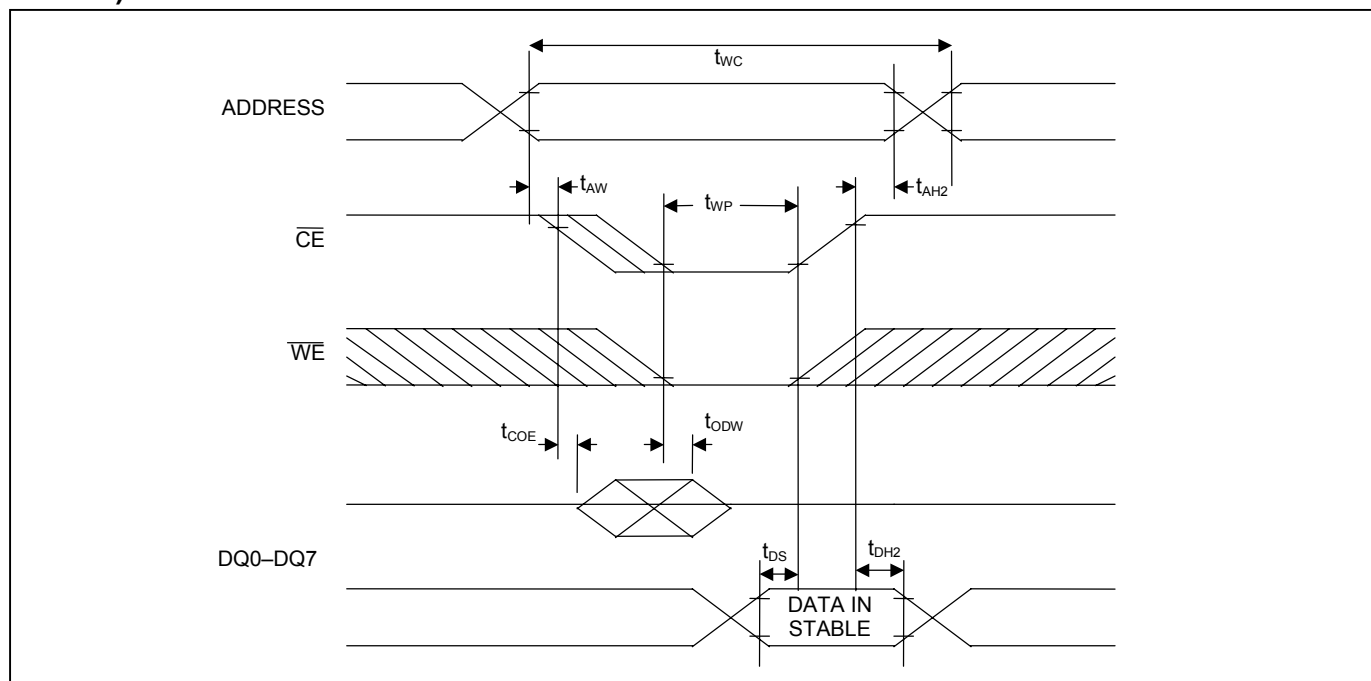 tWC
ADDRESS
tAW
tAH2
tWP
CE
WE
tCOE
tODW
DQ0–DQ7
tDS
tDH2
DATA IN
STABLE